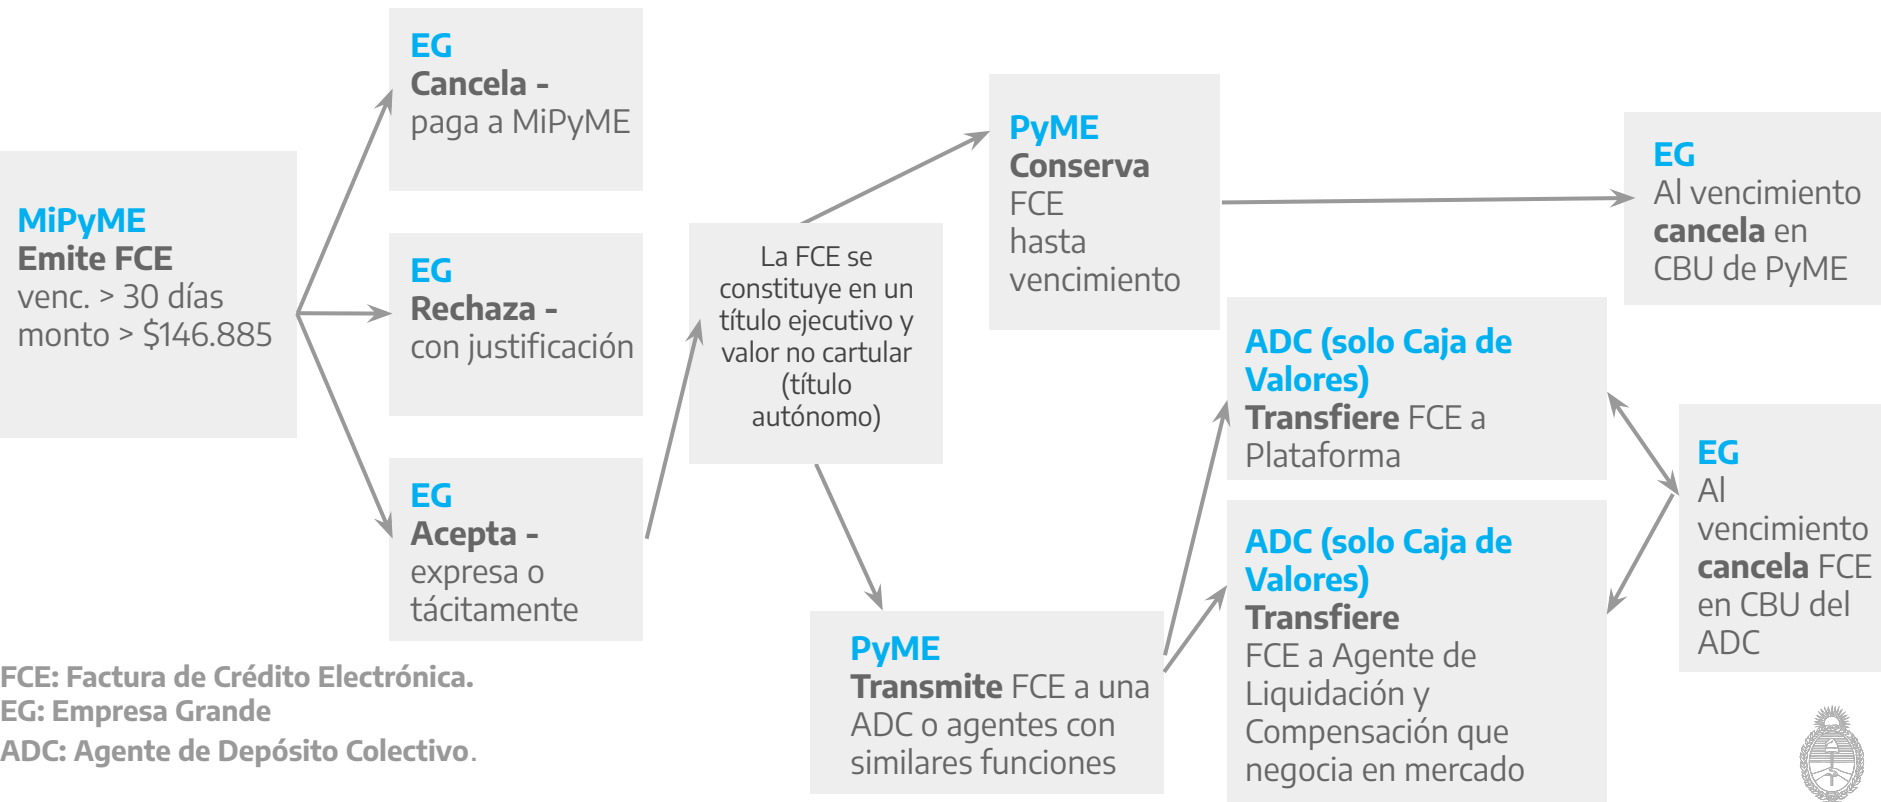 MiPyME
Emite FCE
venc. > 30 días
monto > $146.885
EG
Cancela -
paga a MiPyME
EG
Rechaza -
con justificación
EG
Acepta -
expresa o
tácitamente
La FCE se
constituye en un
título ejecutivo y
valor no cartular
(título
autónomo)
PyME
Conserva
FCE
hasta
vencimiento
EG
Al vencimiento
cancela en
CBU de PyME
PyME
Transmite FCE a una
ADC o agentes con
similares funciones
ADC (solo Caja de
Valores)
Transfiere FCE a
Plataforma
ADC (solo Caja de
Valores)
Transfiere
FCE a Agente de
Liquidación y
Compensación que
negocia en mercado
EG
Al
vencimiento
cancela FCE
en CBU del
ADC
FCE: Factura de Crédito Electrónica.
EG: Empresa Grande
ADC: Agente de Depósito Colectivo.